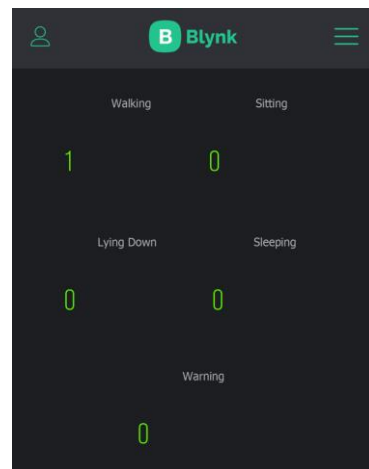 B Blynk
Walking Sitting
1 0
Lying Down Sleeping
0 0
Warning
0